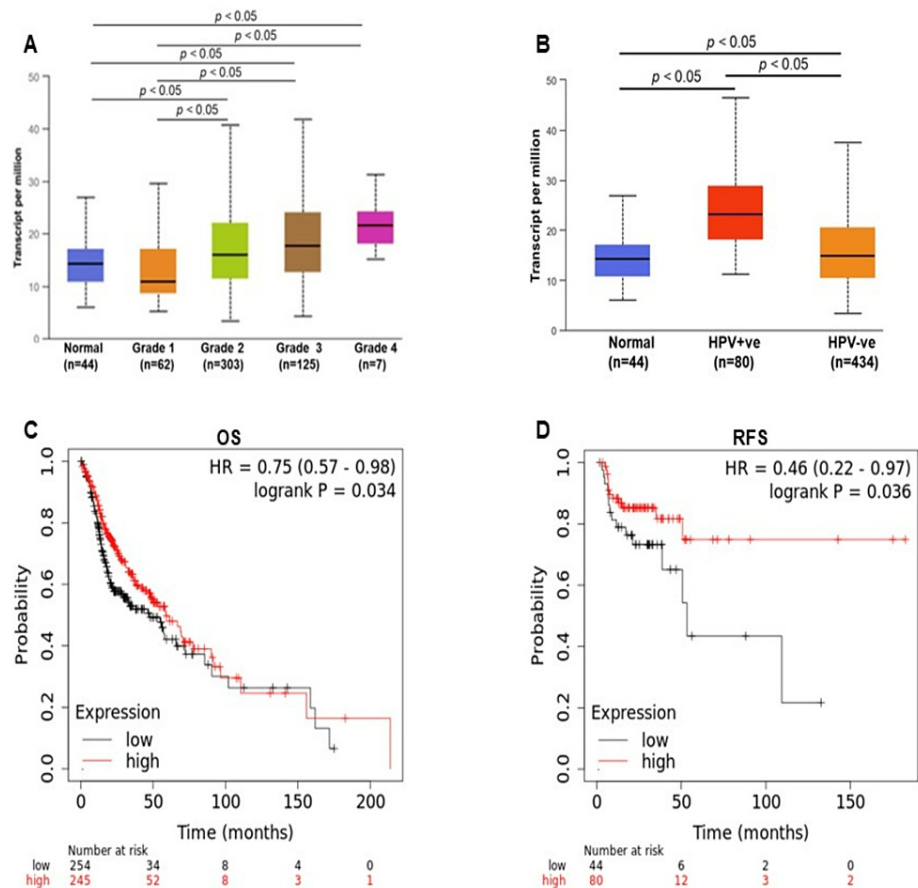 A
p < 0.05
p < 0.05
p < 0.05
p < 0.05
p < 0.05
p < 0.05
Transcript per million
50
40
30
20
10
0
Normal Grade 1 Grade 2 Grade 3 Grade 4
(n=44) (n=62) (n=303) (n=125) (n=7)
B
p < 0.05
p < 0.05 p < 0.05
Transcript per million
50
40
30
20
10
0
Normal HPV+ve HPV-ve
(n=44) (n=80) (n=434)
C
OS
HR = 0.75 (0.57 - 0.98)
logrank P = 0.034
Probability
1.0
0.8
0.6
0.4
0.2
0.0
Expression
low
high
0 50 100 150 200
Time (months)
Number at risk
low 254 34 8 4 0
high 245 52 8 3 1
D
RFS
HR = 0.46 (0.22 - 0.97)
logrank P = 0.036
Probability
1.0
0.8
0.6
0.4
0.2
0.0
Expression
low
high
0 50 100 150
Time (months)
Number at risk
low 44 6 2 0
high 80 12 3 2